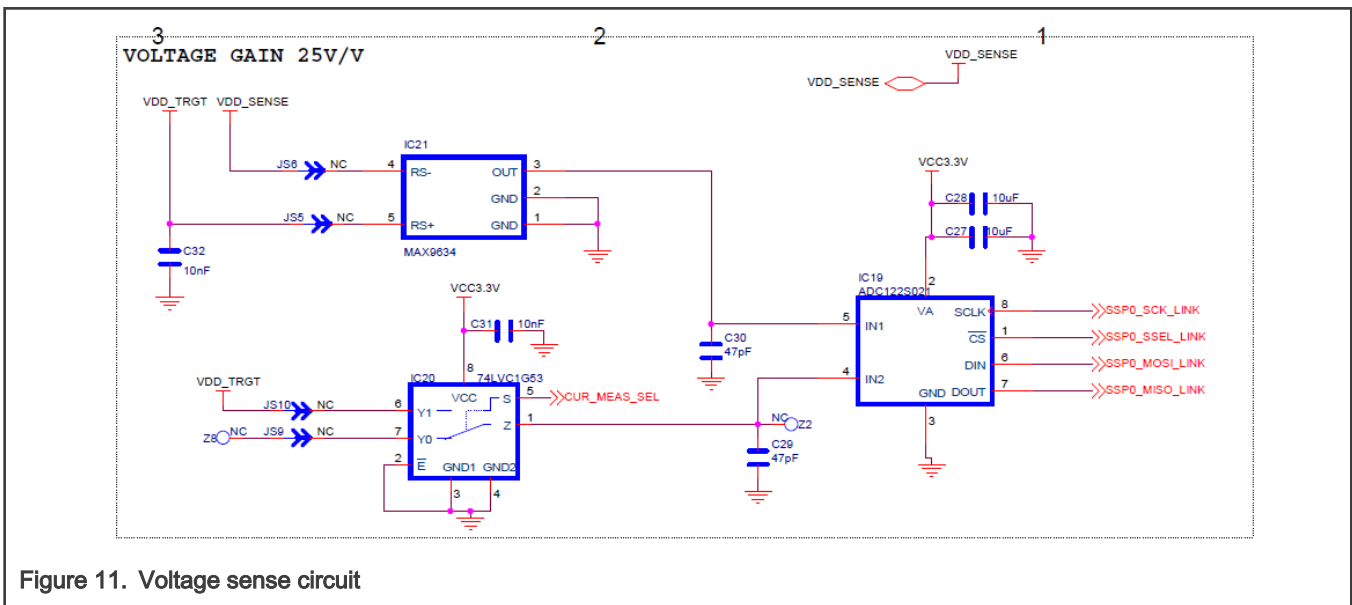 3
2
1
VOLTAGE GAIN 25V/V
VDD_SENSE
VDD_SENSE
VDD_TRGT
VDD_SENSE
IC21
JS6
NC
4
RS-
OUT
3
GND
2
JS5
NC
5
RS+
GND
1
MAX9634
C32
10nF
VCC3.3V
C28
10uF
C27
10uF
VCC3.3V
C31
10nF
IC19
ADC122S021
2
VA
SCLK
8
SSP0_SCK_LINK
5
IN1
CS
1
SSP0_SSEL_LINK
DIN
6
SSP0_MOSI_LINK
4
IN2
GND
DOUT
7
SSP0_MISO_LINK
3
C30
47pF
VDD_TRGT
IC20
8
74LVC1G53
VCC
S
5
CUR_MEAS_SEL
JS10
NC
6
Y1
Z
1
Z8
NC
JS9
NC
7
Y0
2
E
GND1
GND2
3
4
NC
Z2
C29
47pF
Figure 11. Voltage sense circuit